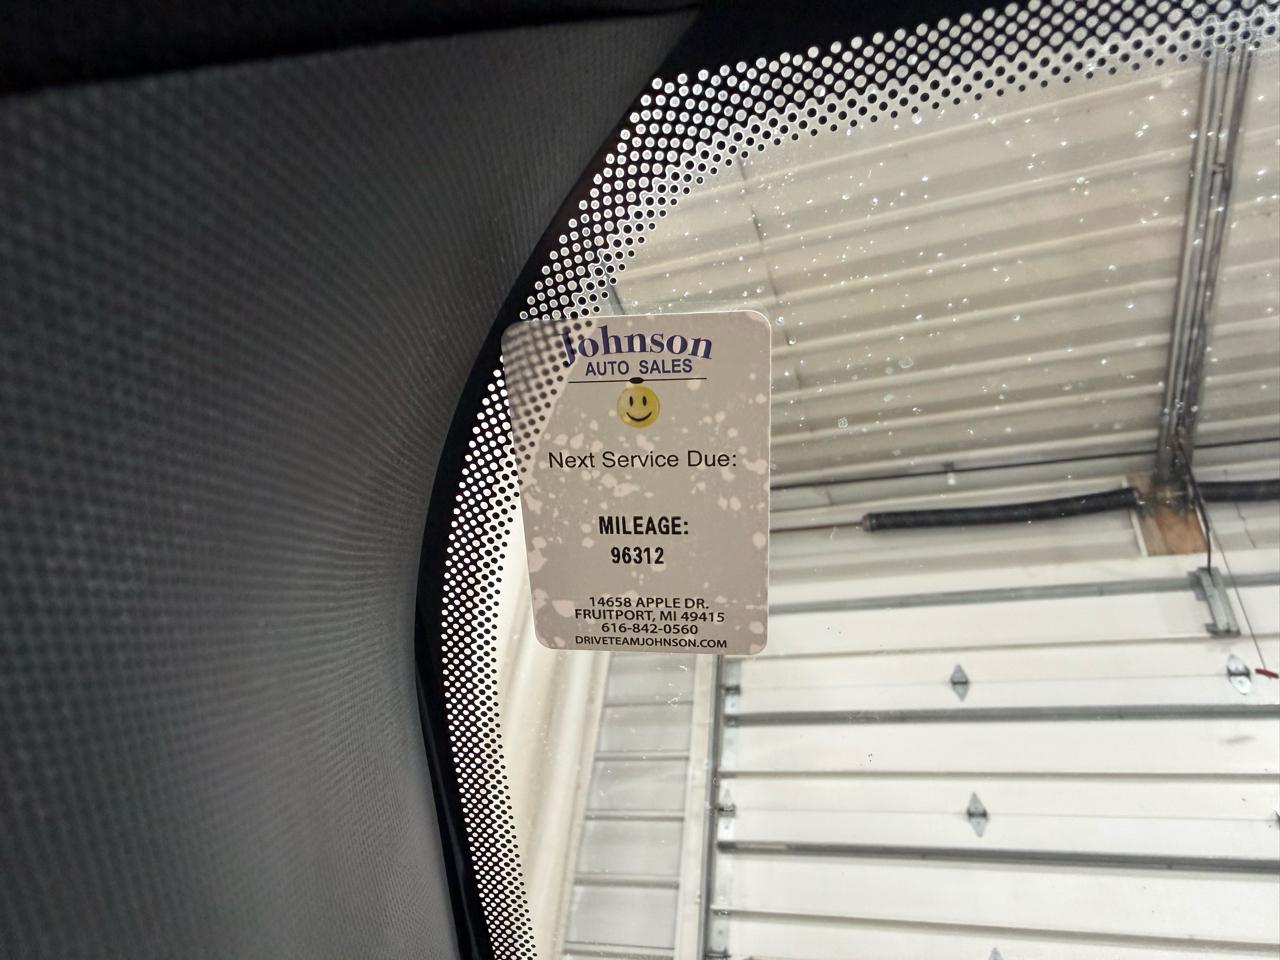 Johnson
AUTO SALES
Next Service Due:
MILEAGE:
96312
14658 APPLE DR.
FRUITPORT, MI 49415
616-842-0560
DRIVETEAMJOHNSON.COM